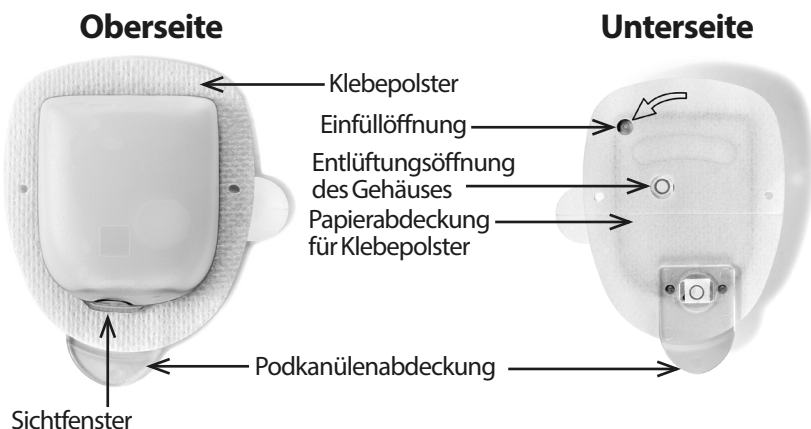 Oberseite
Unterseite
Klebepolster
Einfüllöffnung
Entlüftungsöffnung
des Gehäuses
Papierabdeckung
für Klebepolster
Podkanülenabdeckung
Sichtfenster